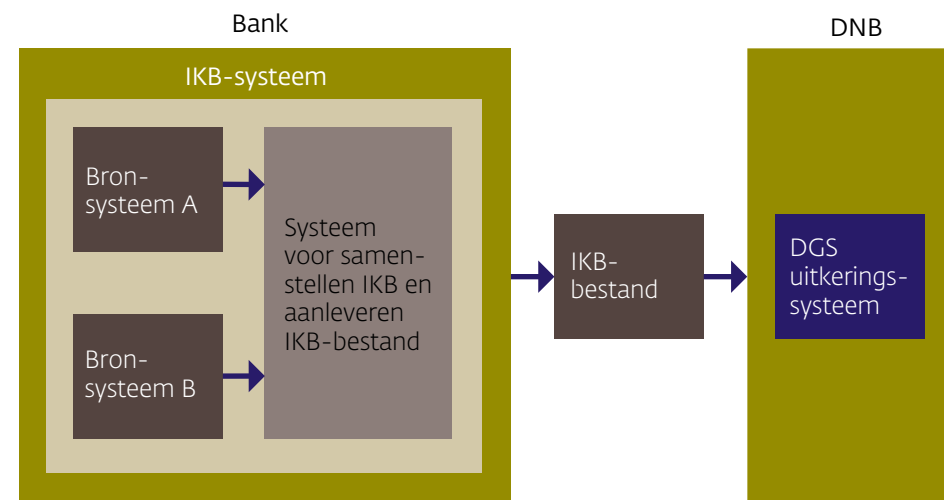 Bank
IKB-systeem
Bron-
systeem A
Bron-
systeem B
Systeem
voor samen-
stellen IKB en
aanleveren
IKB-bestand
IKB-
bestand
DNB
DGS
uitkerings-
systeem